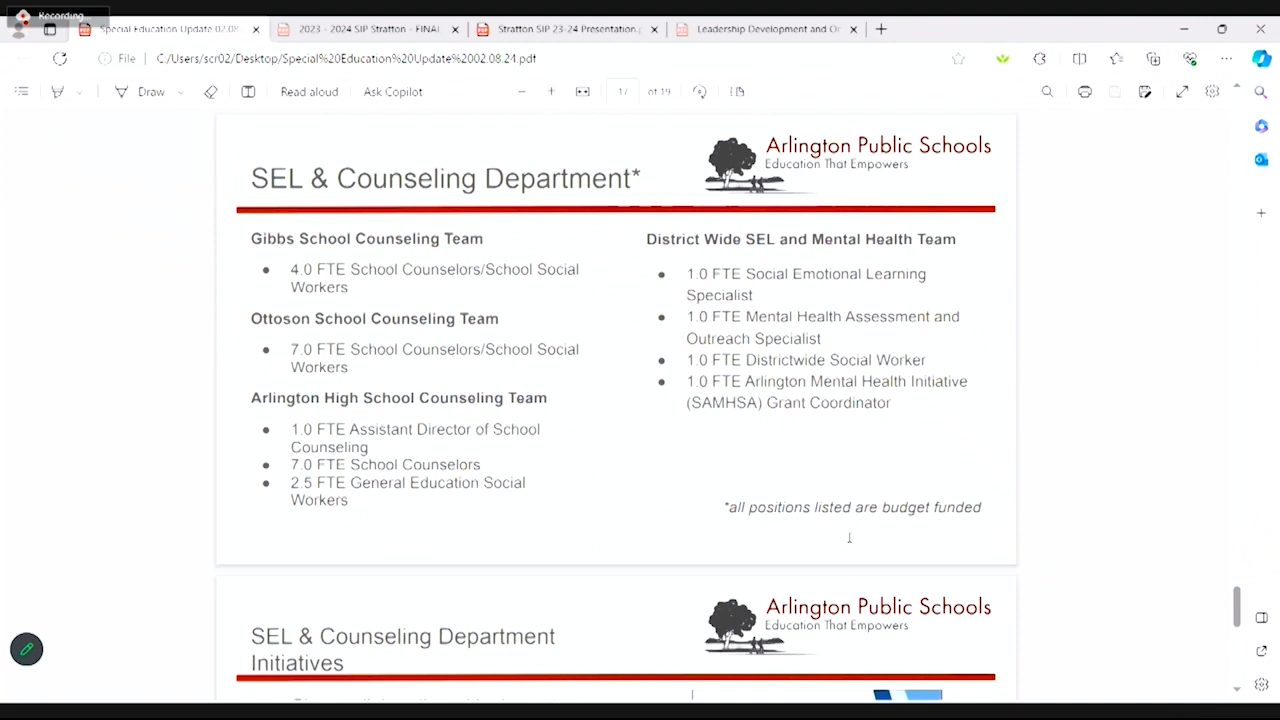 Recording...
Special Education Update 02.08
2023 - 2024 SIP Stratton - FINAL
Stratton SIP 23-24 Presentation.p
Leadership Development and Or
File
C:/Users/scr02/Desktop/Special%20Education%20Update%2002.08.24.pdf
Draw
Read aloud
Ask Copilot
17
of 19
SEL & Counseling Department*
Arlington Public Schools
Education That Empowers
Gibbs School Counseling Team
● 4.0 FTE School Counselors/School Social
Workers
Ottoson School Counseling Team
● 7.0 FTE School Counselors/School Social
Workers
Arlington High School Counseling Team
● 1.0 FTE Assistant Director of School
Counseling
● 7.0 FTE School Counselors
● 2.5 FTE General Education Social
Workers
District Wide SEL and Mental Health Team
● 1.0 FTE Social Emotional Learning
Specialist
● 1.0 FTE Mental Health Assessment and
Outreach Specialist
● 1.0 FTE Districtwide Social Worker
● 1.0 FTE Arlington Mental Health Initiative
(SAMHSA) Grant Coordinator
*all positions listed are budget funded
SEL & Counseling Department
Initiatives
Arlington Public Schools
Education That Empowers